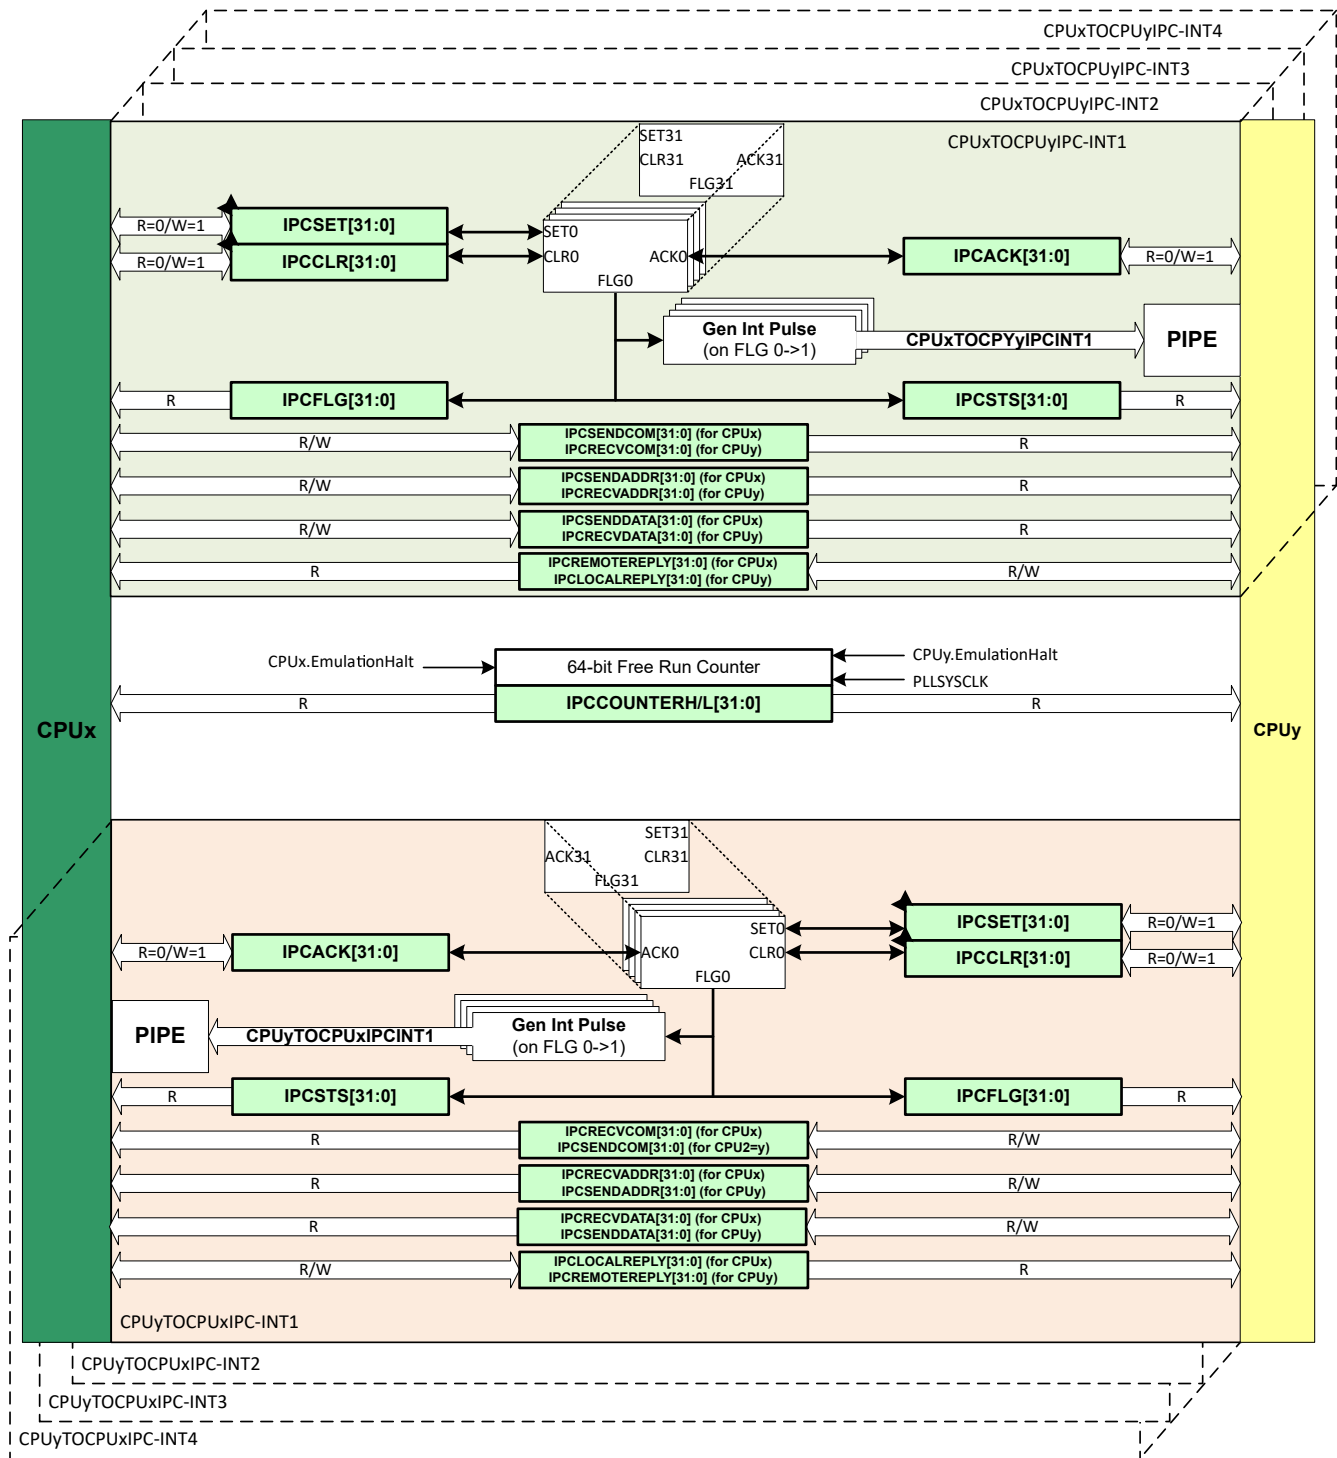 CPUxTOCPUyIPC-INT4
CPUxTOCPUyIPC-INT3
CPUxTOCPUyIPC-INT2
CPUxTOCPUyIPC-INT1
SET31
CLR31 ACK31
FLG31
R=0/W=1 IPCSET[31:0] SET0
R=0/W=1 IPCCLR[31:0] CLR0 ACK0 IPCACK[31:0] R=0/W=1
FLG0
Gen Int Pulse
(on FLG 0->1)
CPUxTOCPYyIPCINT1
PIPE
R IPCFLG[31:0] IPCSTS[31:0] R
R/W IPCSENDCOM[31:0] (for CPUx) R
IPCRECVCOM[31:0] (for CPUy)
R/W IPCSENDADDR[31:0] (for CPUx) R
IPCRECVADDR[31:0] (for CPUy)
R/W IPCSENDDATA[31:0] (for CPUx) R
IPCRECVDATA[31:0] (for CPUy)
R IPCREMOTEREPLY[31:0] (for CPUx) R/W
IPCLOCALREPLY[31:0] (for CPUy)
CPUx.EmulationHalt 64-bit Free Run Counter CPUy.EmulationHalt
PLLSYSCLK
R IPCCOUNTERH/L[31:0] R
CPUx
CPUy
SET31
ACK31 CLR31
FLG31
SET0 IPCSET[31:0] R=0/W=1
R=0/W=1 IPCACK[31:0] ACK0 CLR0 IPCCLR[31:0] R=0/W=1
FLG0
PIPE
CPUyTOCPUxIPCINT1
Gen Int Pulse
(on FLG 0->1)
R IPCSTS[31:0] IPCFLG[31:0] R
R IPCRECVCOM[31:0] (for CPUx) R/W
IPCSENDCOM[31:0] (for CPU2=y)
R IPCRECVADDR[31:0] (for CPUx) R/W
IPCSENDADDR[31:0] (for CPUy)
R IPCRECVDATA[31:0] (for CPUx) R/W
IPCSENDDATA[31:0] (for CPUy)
R/W IPCLOCALREPLY[31:0] (for CPUx) R
IPCREMOTEREPLY[31:0] (for CPUy)
CPUyTOCPUxIPC-INT1
CPUyTOCPUxIPC-INT2
CPUyTOCPUxIPC-INT3
CPUyTOCPUxIPC-INT4